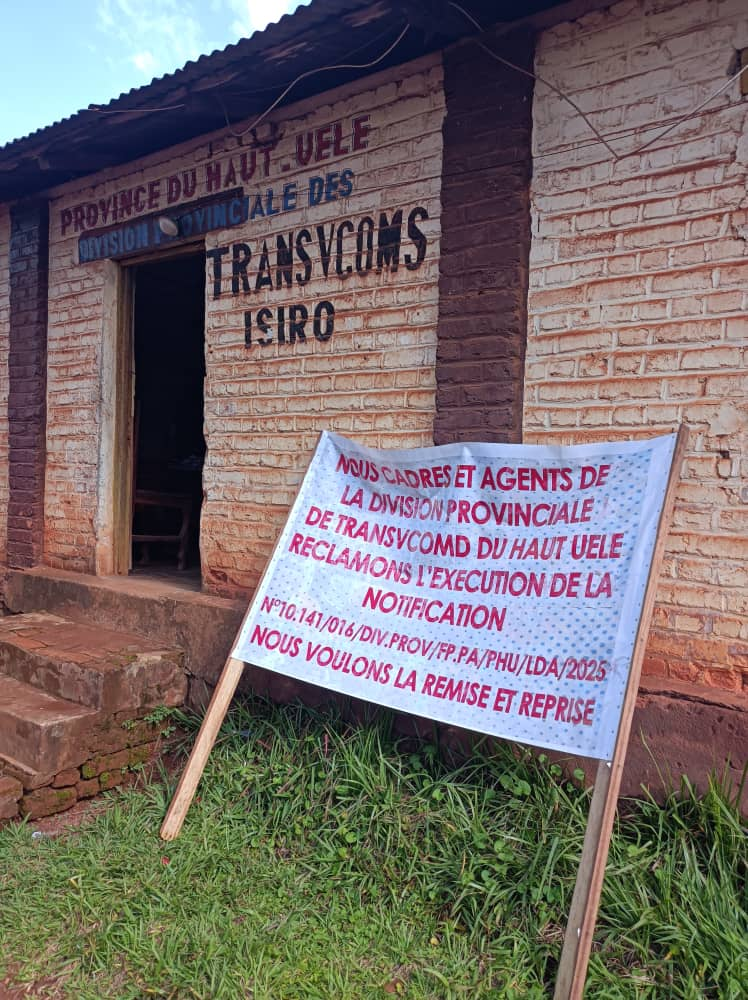 PROVINCE DU HAUT-UELE
DIVISION PROVINCIALE DES
TRANSVCOMS
ISIRO
NOUS CADRES ET AGENTS DE
LA DIVISION PROVINCIALE
DE TRANSVCOMD DU HAUT UELE
RECLAMONS L'EXECUTION DE LA
NOTIFICATION
N°10.141/016/DIV.PROV/FP.PA/PHU/LDA/2025
NOUS VOULONS LA REMISE ET REPRISE